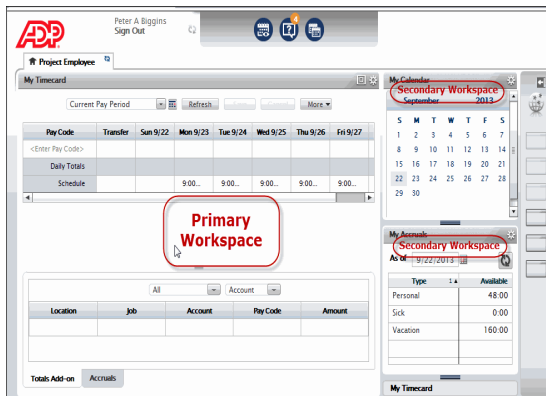 ADP
Peter A Biggins
Sign Out
4
Project Employee
My Timecard
Current Pay Period Refresh More
Pay Code Transfer Sun 9/22 Mon 9/23 Tue 9/24 Wed 9/25 Thu 9/26 Fri 9/27
<Enter Pay Code>
Daily Totals
Schedule 9:00... 9:00... 9:00... 9:00... 9:00...
Primary
Workspace
All Account
Location Job Account Pay Code Amount
Totals Add-on Accruals
My Calendar
Secondary Workspace
September 2013
S M T W T F S
1 2 3 4 5 6 7
8 9 10 11 12 13 14
15 16 17 18 19 20 21
22 23 24 25 26 27 28
29 30
My Accruals
Secondary Workspace
As of 9/22/2013
Type 1 Available
Personal 48:00
Sick 0:00
Vacation 160:00
My Timecard